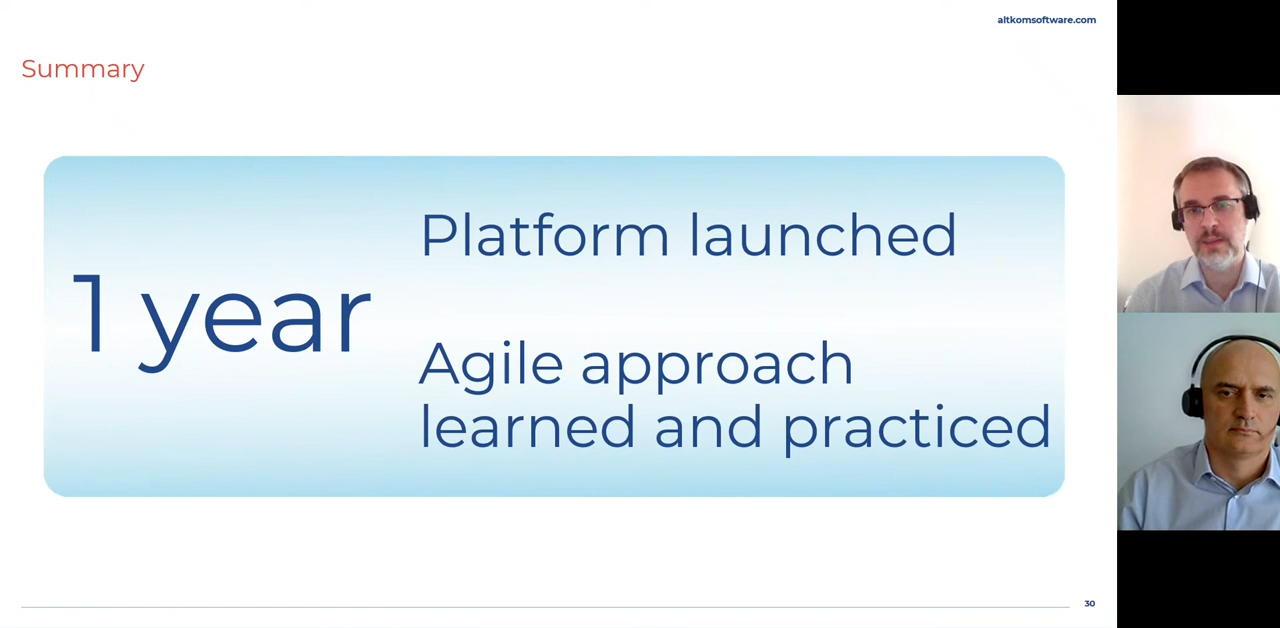 altkomsoftware.com
Summary
1 year
Platform launched
Agile approach
learned and practiced
30